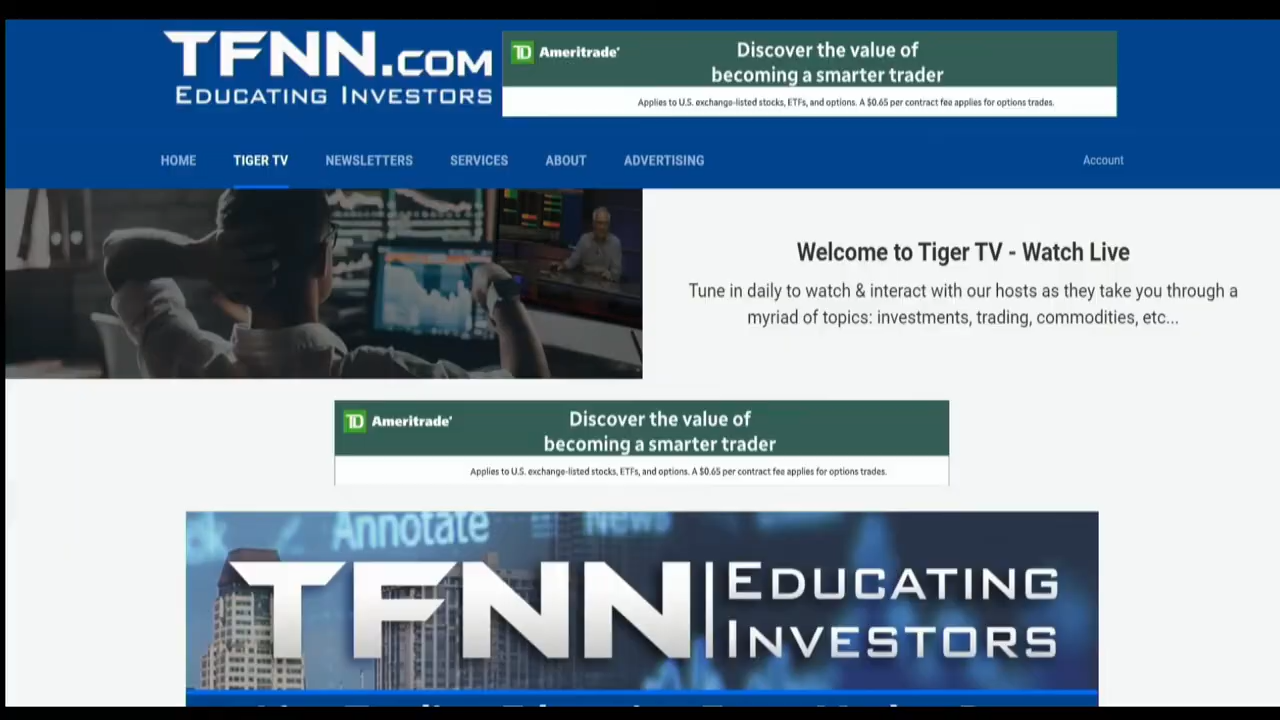 TFNN.COM
EDUCATING INVESTORS
TD Ameritrade
Discover the value of
becoming a smarter trader
Applies to U.S. exchange-listed stocks, ETFs, and options. A $0.65 per contract fee applies for options trades.
HOME
TIGER TV
NEWSLETTERS
SERVICES
ABOUT
ADVERTISING
Account
Welcome to Tiger TV - Watch Live
Tune in daily to watch & interact with our hosts as they take you through a
myriad of topics: investments, trading, commodities, etc...
TD Ameritrade
Discover the value of
becoming a smarter trader
Applies to U.S. exchange-listed stocks, ETFs, and options. A $0.65 per contract fee applies for options trades.
Annotate
News
TFNN
EDUCATING
INVESTORS